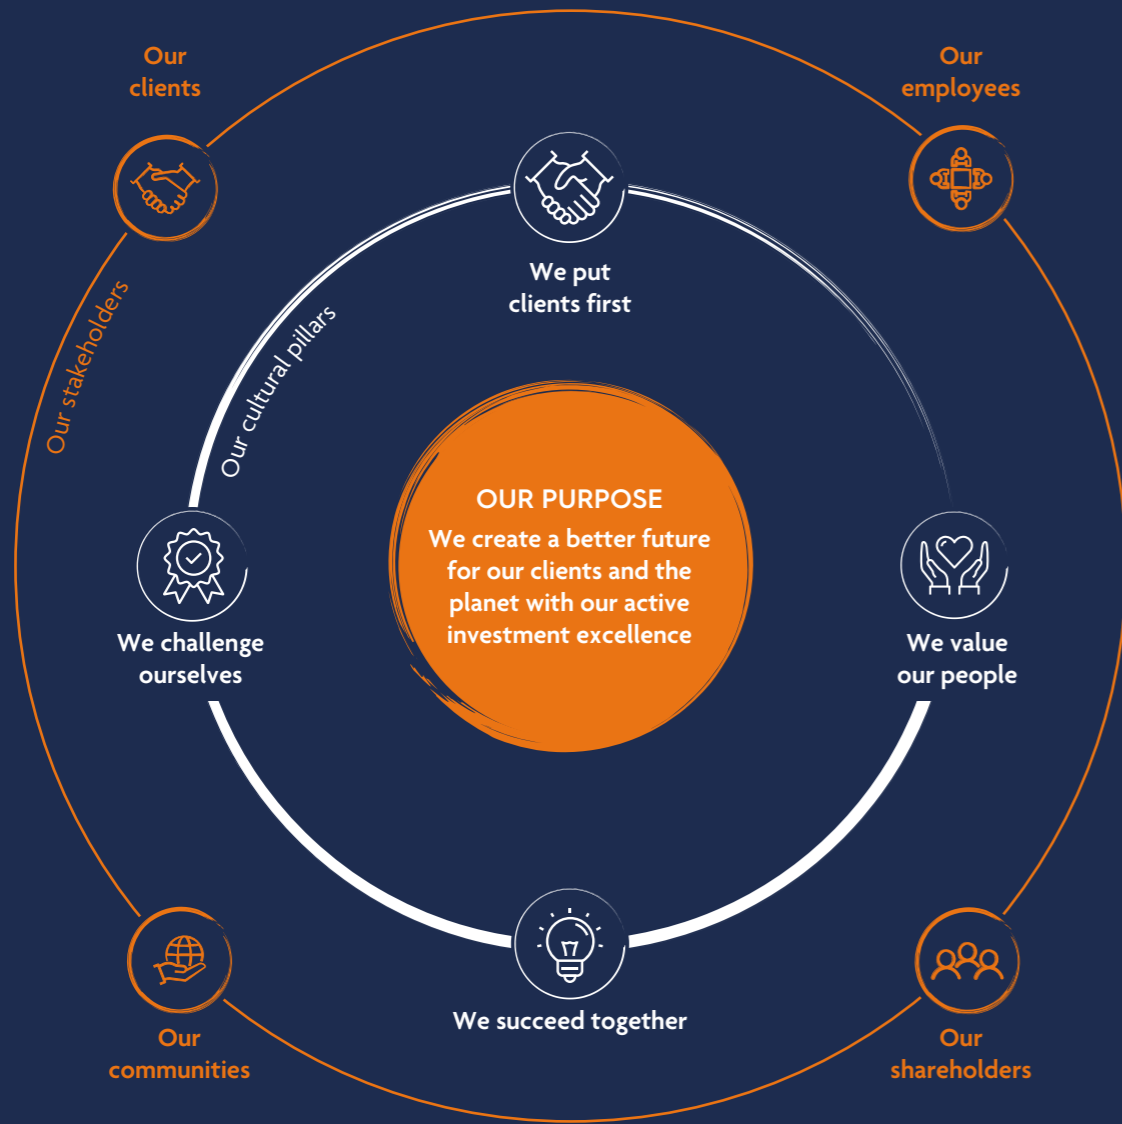 Our
clients
Our
employees
Our stakeholders
Our cultural pillars
We put
clients first
OUR PURPOSE
We create a better future
for our clients and the
planet with our active
investment excellence
We challenge
ourselves
We value
our people
We succeed together
Our
communities
Our
shareholders